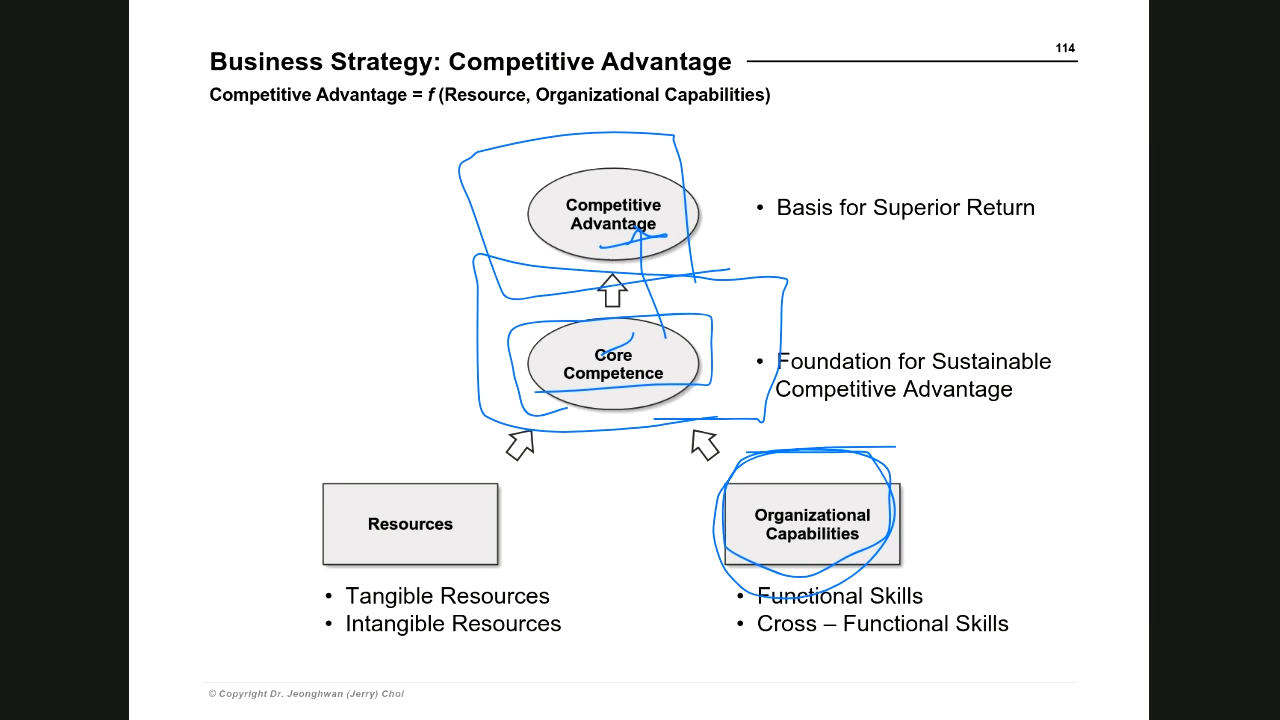 114
Business Strategy: Competitive Advantage
Competitive Advantage = f (Resource, Organizational Capabilities)
Competitive
Advantage
• Basis for Superior Return
Core
Competence
• Foundation for Sustainable
Competitive Advantage
Resources
Organizational
Capabilities
• Tangible Resources
• Intangible Resources
• Functional Skills
• Cross – Functional Skills
© Copyright Dr. Jeonghwan (Jerry) Choi